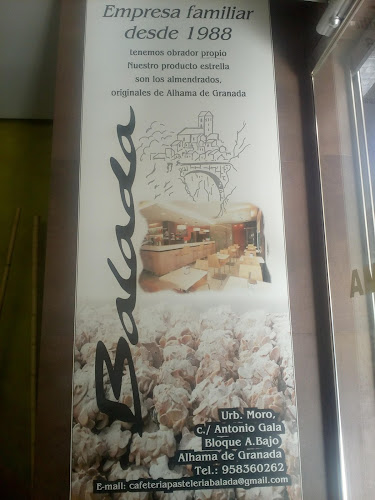 Empresa familiar
desde 1988
tenemos obrador propio
Nuestro producto estrella
son los almendrados,
originales de Alhama de Granada
Balada
Urb. Moro,
c./ Antonio Gala
Bloque A.Bajo
Alhama de Granada
Tel.: 958360262
E-mail: cafeteriapasteleriabalada@gmail.com